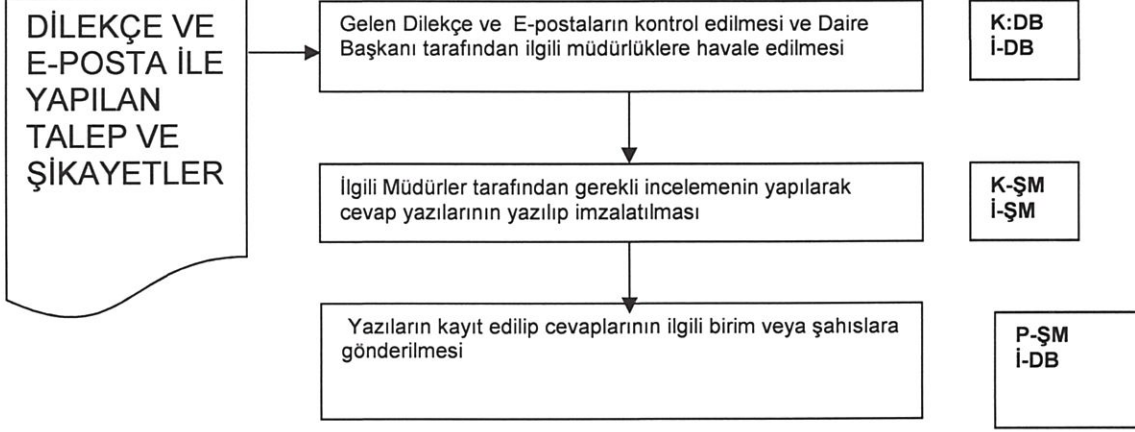 DİLEKÇE VE
E-POSTA İLE
YAPILAN
TALEP VE
ŞİKAYETLER
Gelen Dilekçe ve E-postaların kontrol edilmesi ve Daire
Başkanı tarafından ilgili müdürlüklere havale edilmesi
K:DB
İ-DB
İlgili Müdürler tarafından gerekli incelemenin yapılarak
cevap yazılarının yazılıp imzalatılması
K-ŞM
İ-ŞM
Yazıların kayıt edilip cevaplarının ilgili birim veya şahıslara
gönderilmesi
P-ŞM
İ-DB